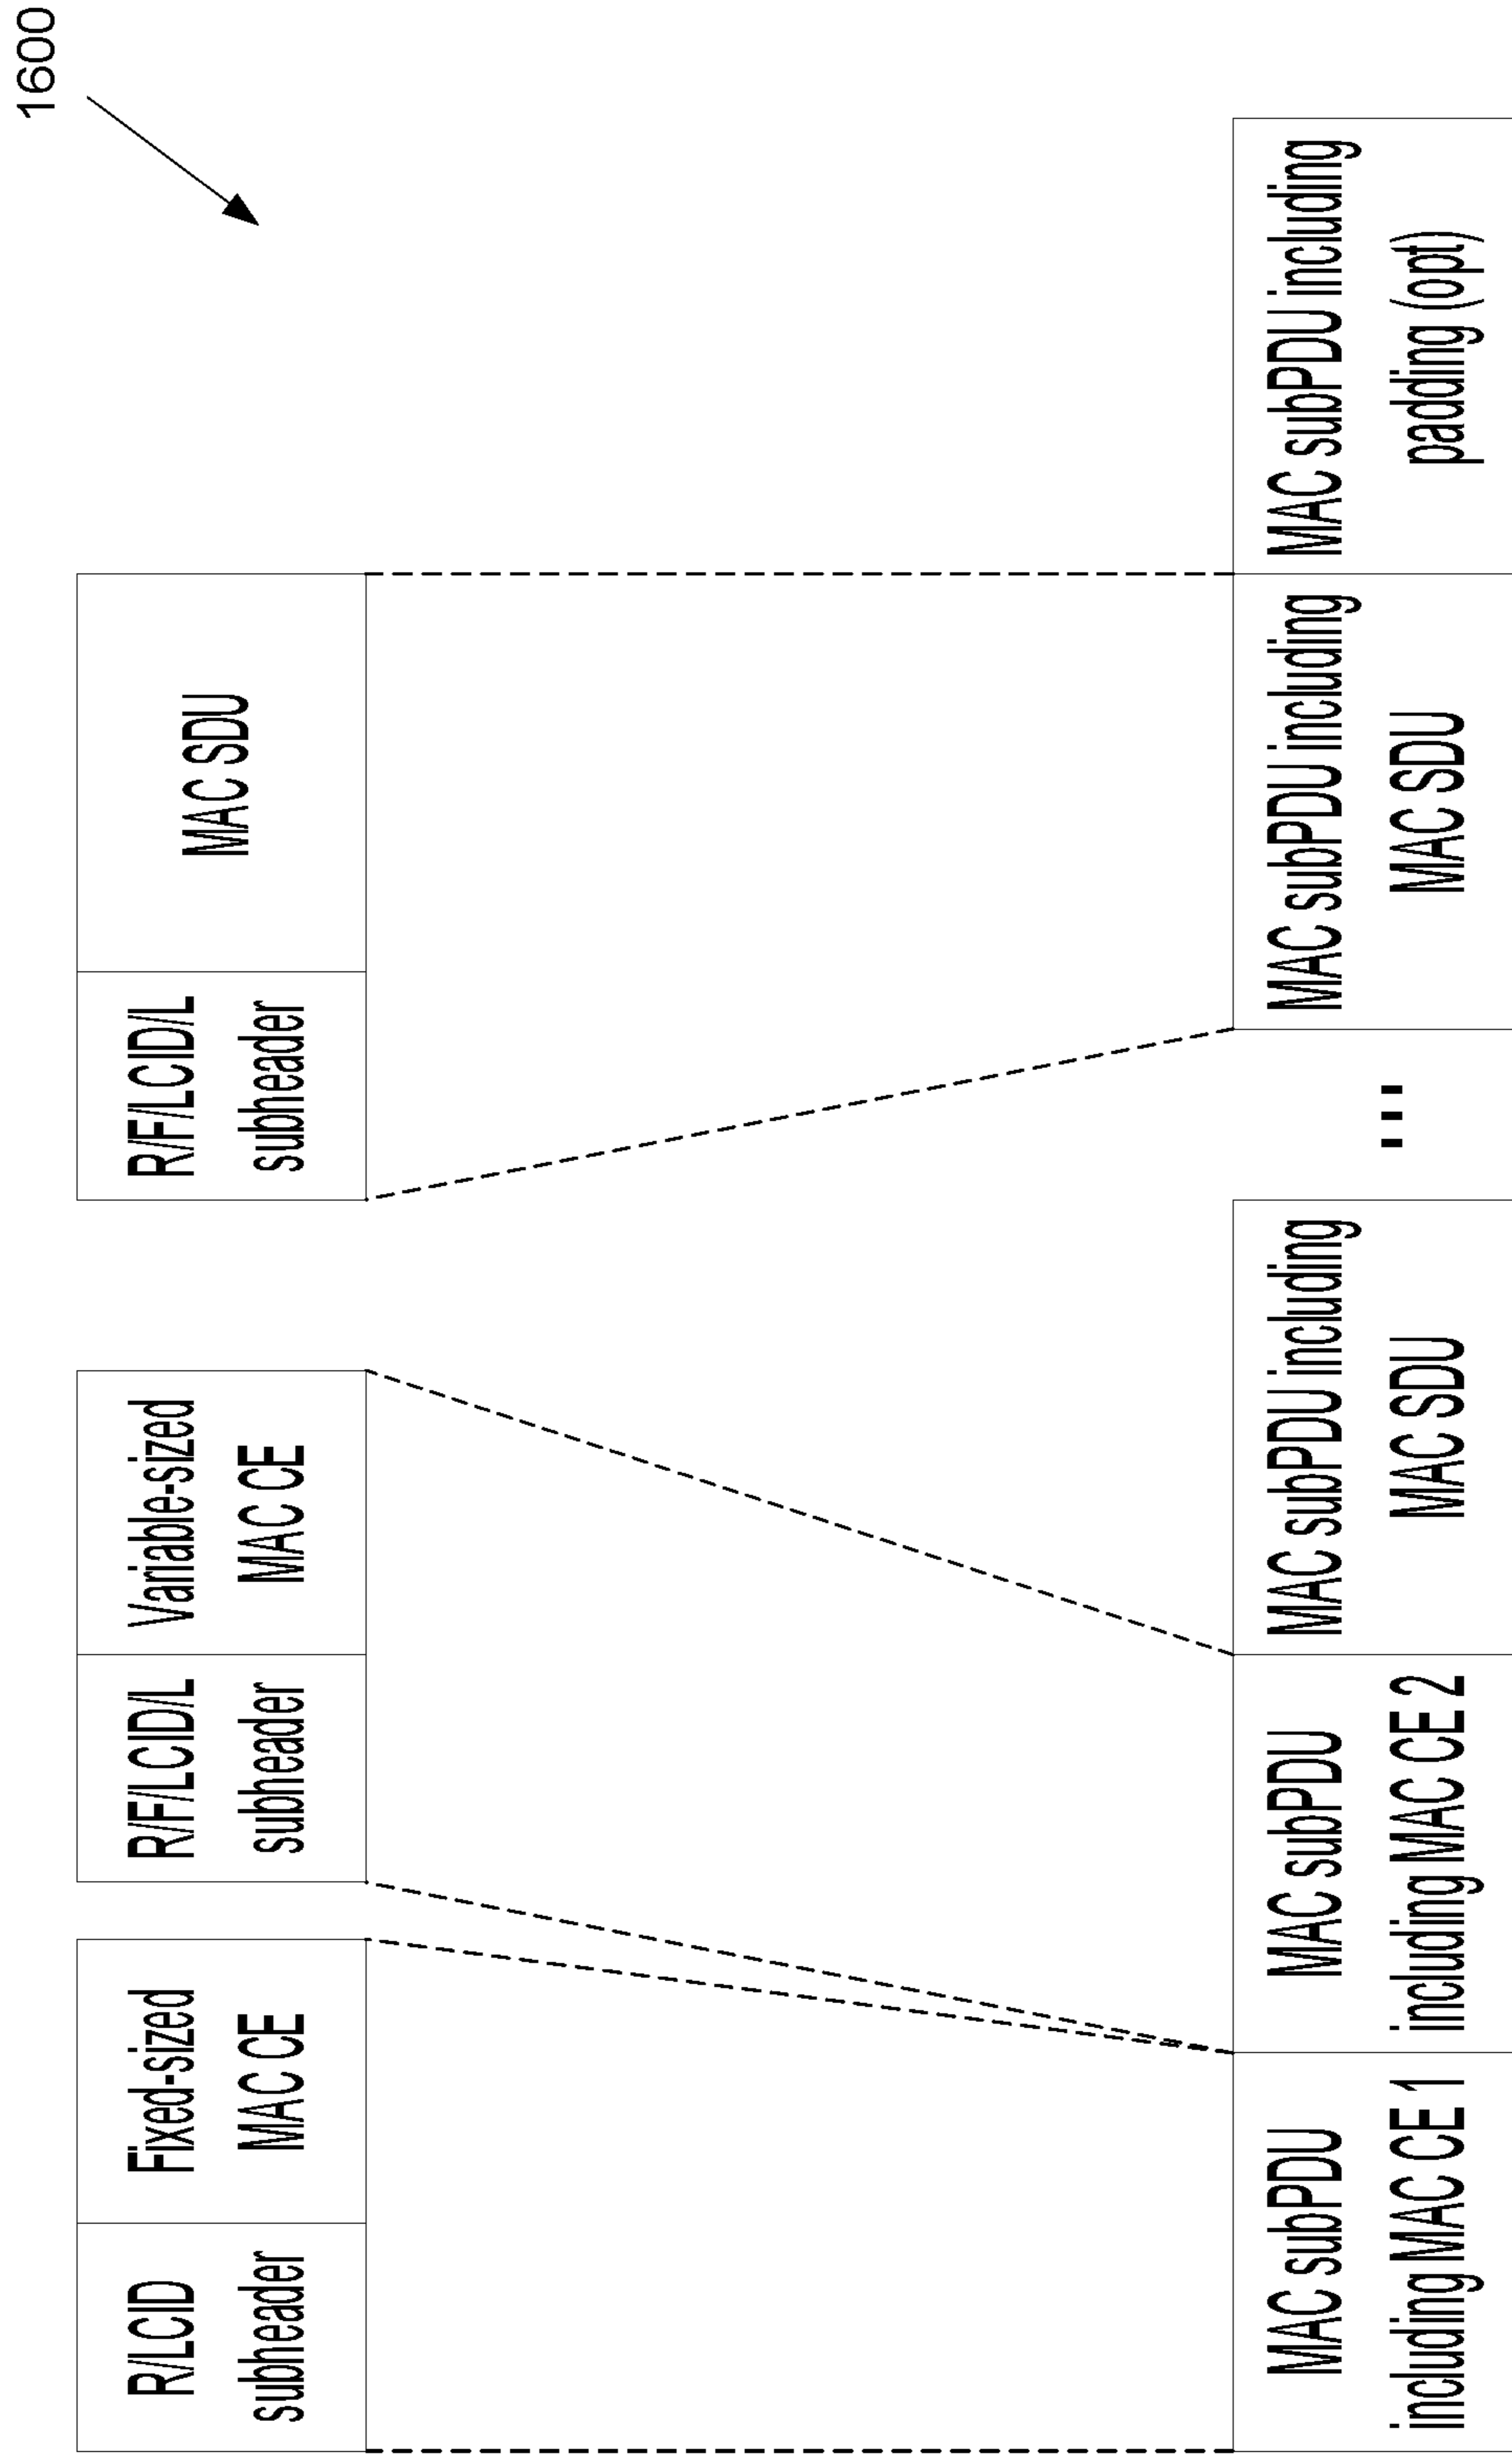 1600
R/LCID
subheader
Fixed-sized
MAC CE
R/F/LCID/L
subheader
Variable-sized
MAC CE
R/F/LCID/L
subheader
MAC SDU
MAC subPDU
including MAC CE 1
MAC subPDU
including MAC CE 2
MAC subPDU including
MAC SDU
...
MAC subPDU including
MAC SDU
MAC subPDU including
padding (opt)